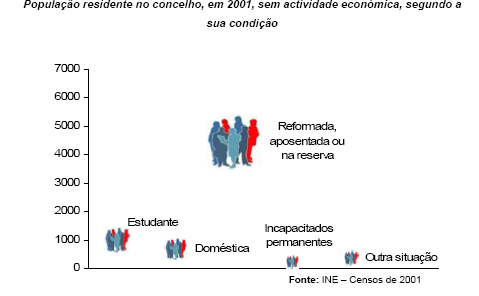 População residente no concelho, em 2001, sem actividade económica, segundo a
sua condição
7000
6000
5000
4000
3000
2000
1000
0
Reformada,
aposentada ou
na reserva
Estudante
Doméstica
Incapacitados
permanentes
Outra situação
Fonte: INE – Censos de 2001